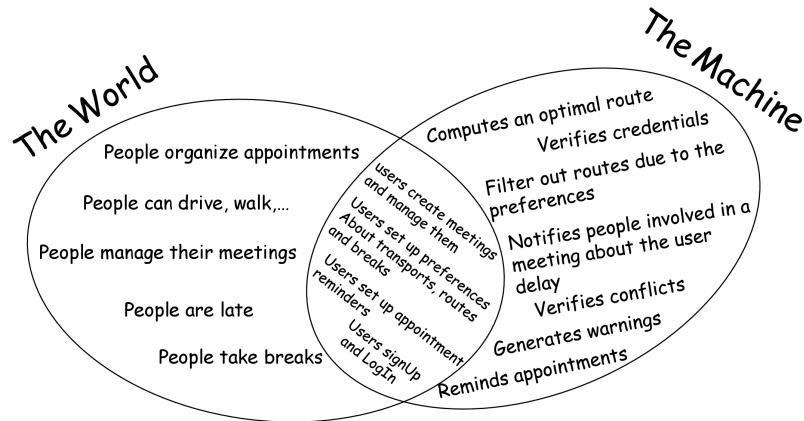 The World
The Machine
People organize appointments
People can drive, walk,...
People manage their meetings
People are late
People take breaks
users create meetings
and manage them
Users set up preferences
About transports, routes
and breaks
Users set up appointment
reminders
Users signUp
and LogIn
Computes an optimal route
Verifies credentials
Filter out routes due to the
preferences
Notifies people involved in a
meeting about the user
delay
Verifies conflicts
Generates warnings
Reminds appointments